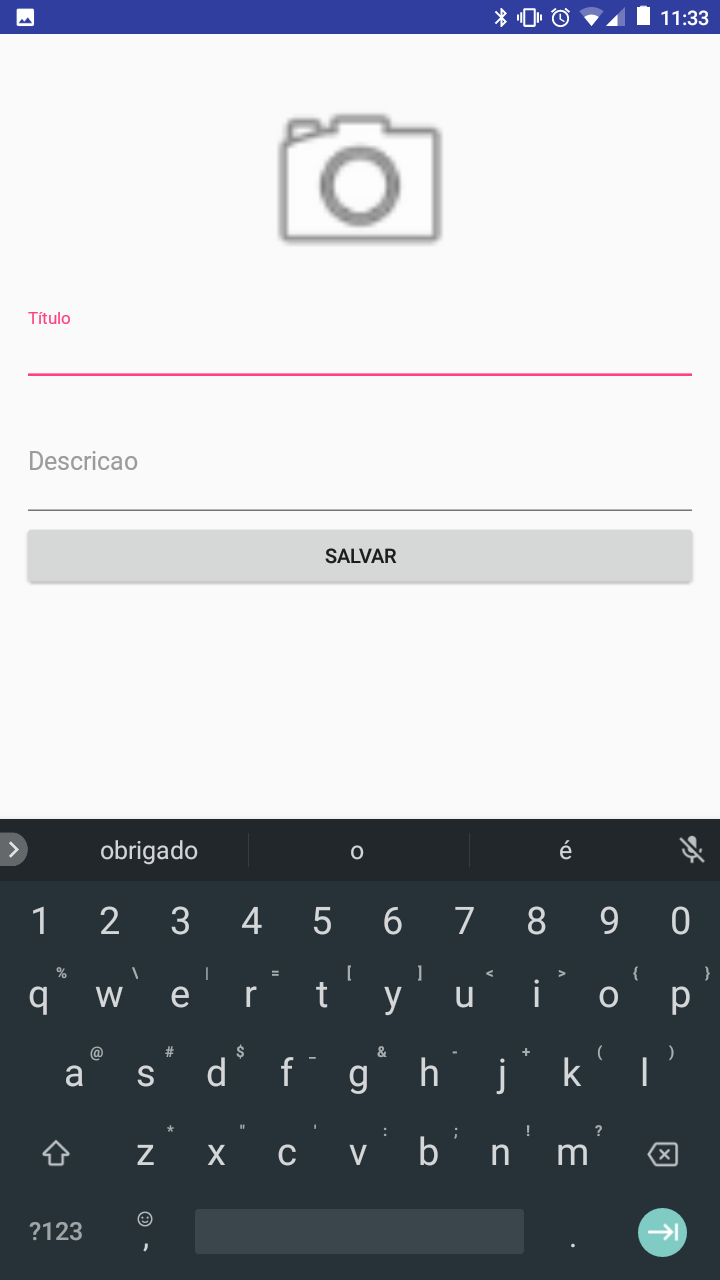 11:33
Título
Descricao
SALVAR
obrigado o é
1 2 3 4 5 6 7 8 9 0
% \ | = [ ] < > { }
q w e r t y u i o p
@ # $ _ & - + ( )
a s d f g h j k l
* " ' : ; ! ?
z x c v b n m
?123 , .